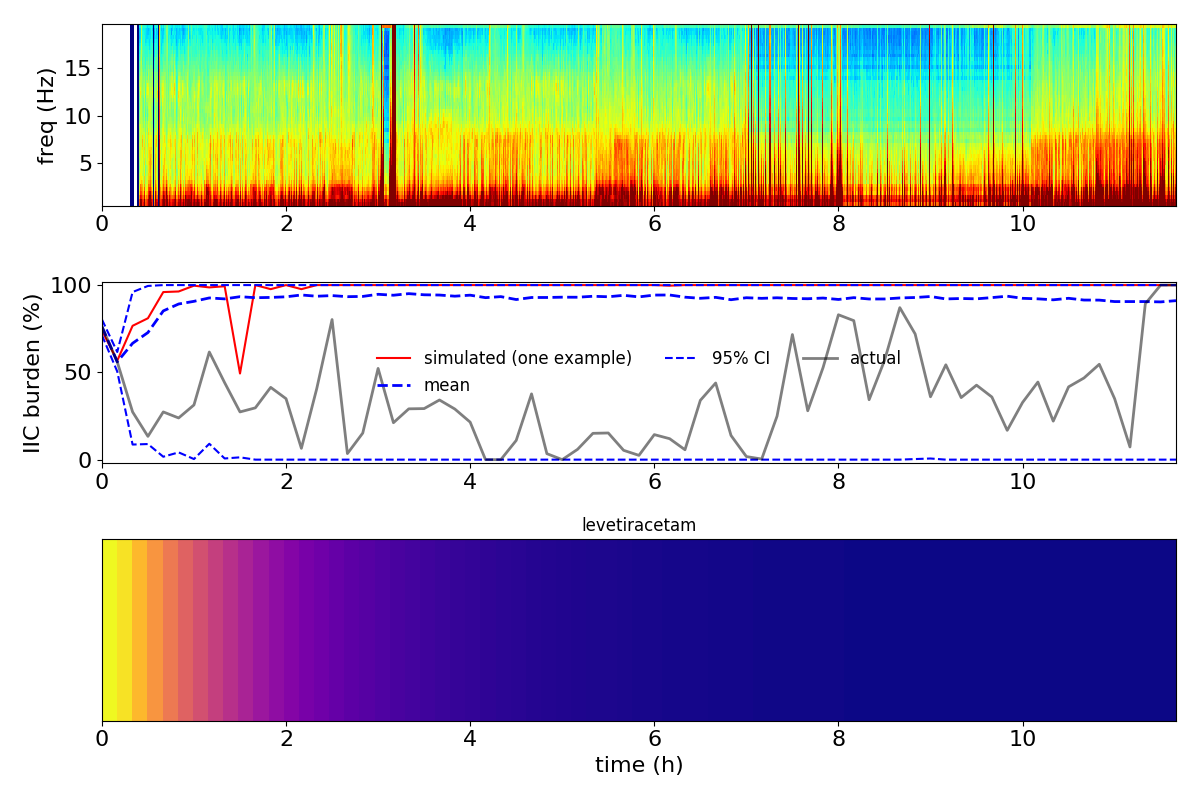 freq (Hz)
15
10
5
0 2 4 6 8 10
IIC burden (%)
100
50
0
simulated (one example) 95% CI actual
mean
0 2 4 6 8 10
levetiracetam
0 2 4 6 8 10
time (h)